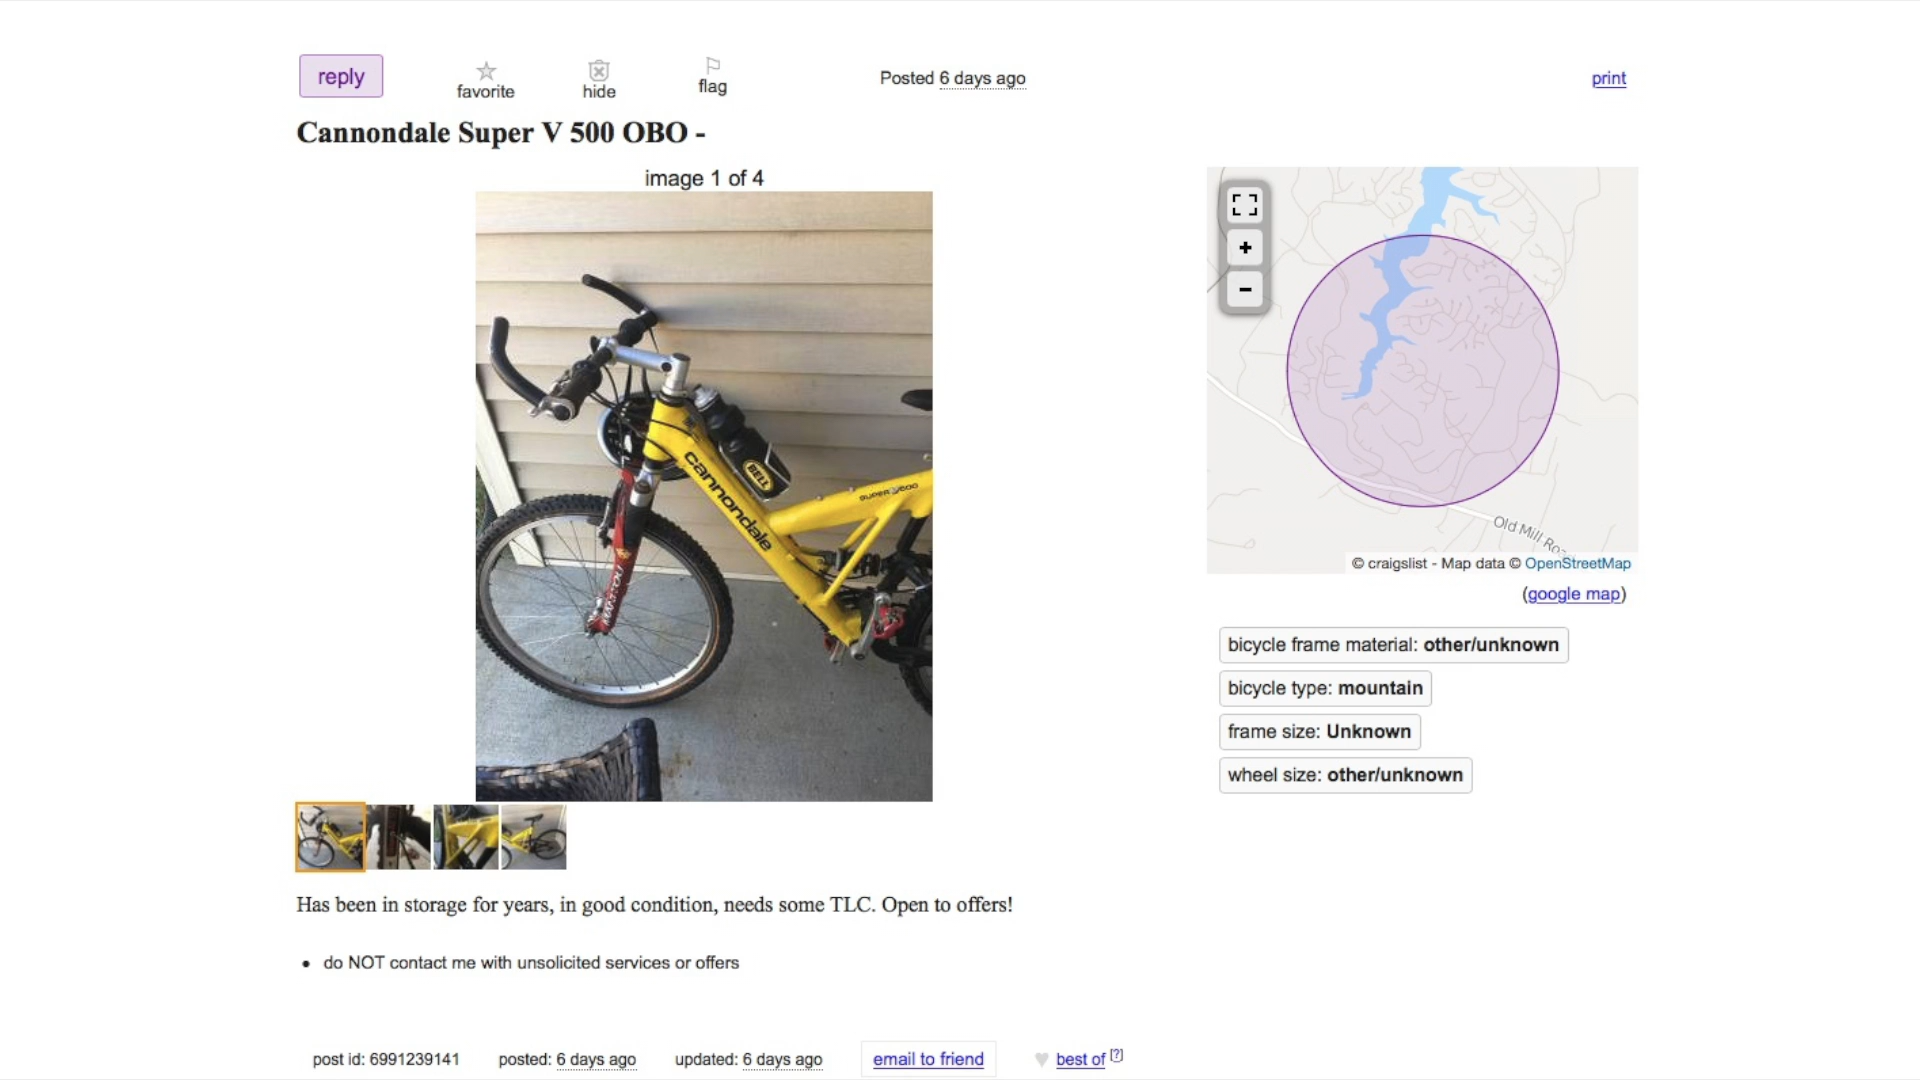 reply
favorite
hide
flag
Posted 6 days ago
print
Cannondale Super V 500 OBO -
image 1 of 4
cannondale
BELL
MANITOU
+
-
Old Mill Roa
© craigslist - Map data © OpenStreetMap
(google map)
bicycle frame material: other/unknown
bicycle type: mountain
frame size: Unknown
wheel size: other/unknown
Has been in storage for years, in good condition, needs some TLC. Open to offers!
• do NOT contact me with unsolicited services or offers
post id: 6991239141 posted: 6 days ago updated: 6 days ago email to friend best of [?]